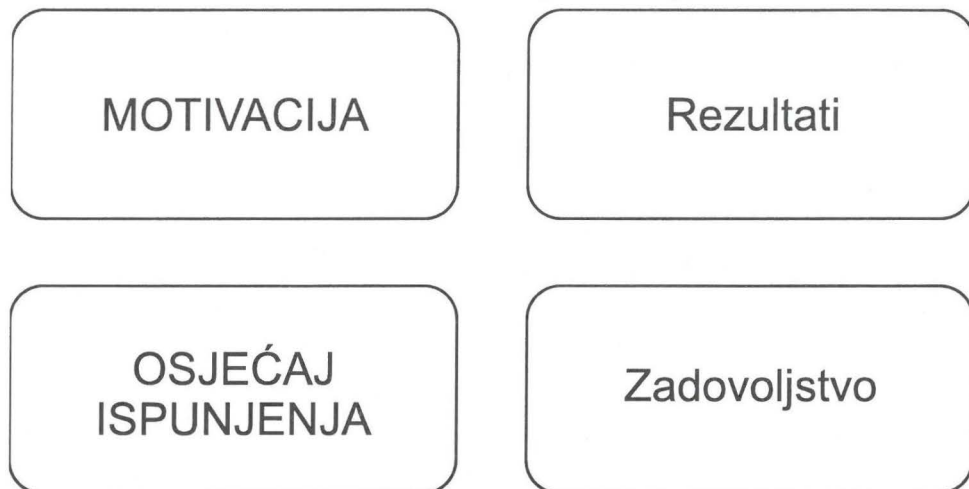 MOTIVACIJA
Rezultati
OSJEĆAJ
ISPUNJENJA
Zadovoljstvo